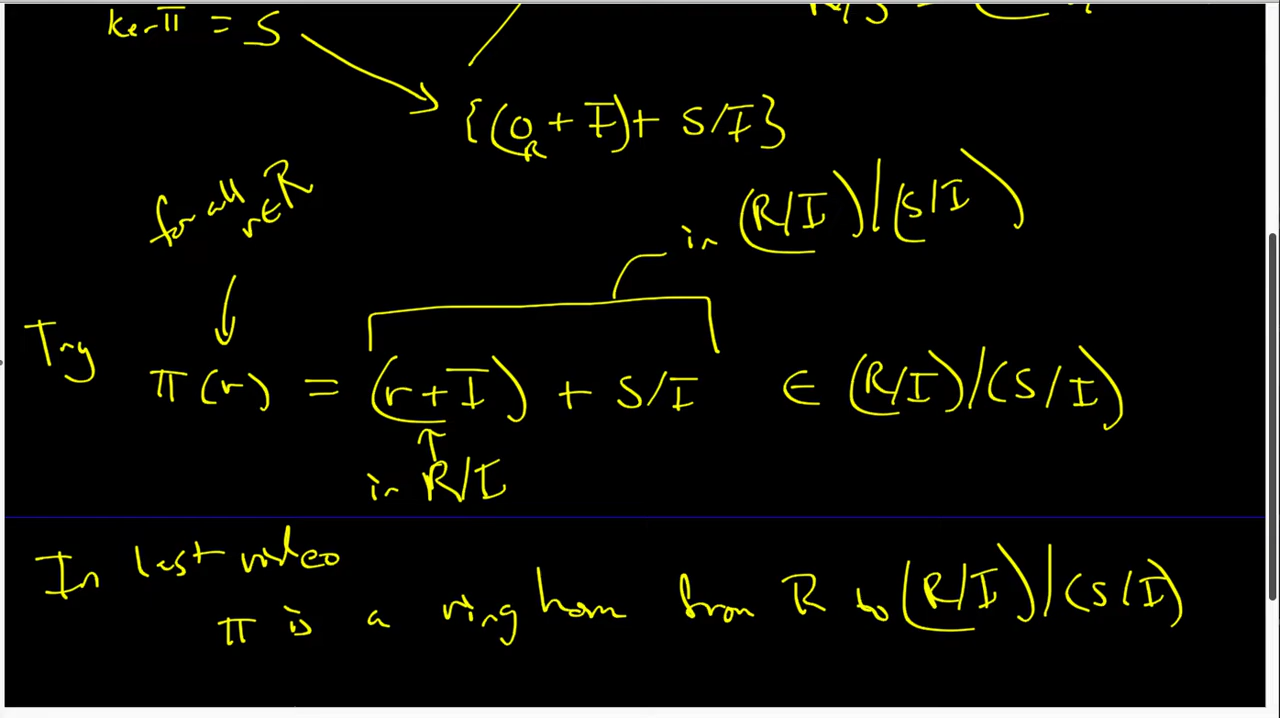 ker π = S
{(0_R + I) + S/I}
for all r ∈ R
in (R/I)/(S/I)
Try π(r) = (r + I) + S/I ∈ (R/I)/(S/I)
in R/I
In last video
π is a ring hom from R to (R/I)/(S/I)